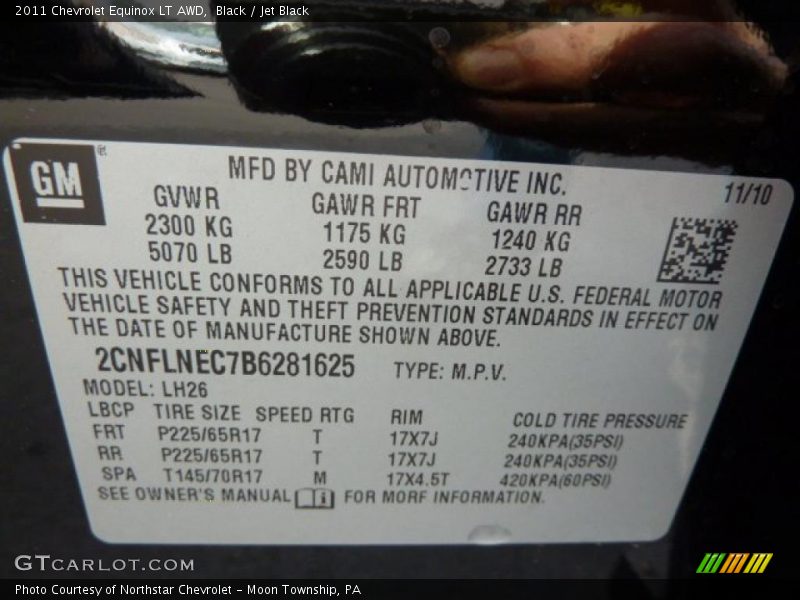 2011 Chevrolet Equinox LT AWD, Black / Jet Black
GM
MFD BY CAMI AUTOMOTIVE INC.
11/10
GVWR GAWR FRT GAWR RR
2300 KG 1175 KG 1240 KG
5070 LB 2590 LB 2733 LB
THIS VEHICLE CONFORMS TO ALL APPLICABLE U.S. FEDERAL MOTOR
VEHICLE SAFETY AND THEFT PREVENTION STANDARDS IN EFFECT ON
THE DATE OF MANUFACTURE SHOWN ABOVE.
2CNFLNEC7B6281625 TYPE: M.P.V.
MODEL: LH26
LBCP TIRE SIZE SPEED RTG RIM COLD TIRE PRESSURE
FRT P225/65R17 T 17X7J 240KPA(35PSI)
RR P225/65R17 T 17X7J 240KPA(35PSI)
SPA T145/70R17 M 17X4.5T 420KPA(60PSI)
SEE OWNER'S MANUAL FOR MORE INFORMATION.
GTCARLOT.COM
Photo Courtesy of Northstar Chevrolet - Moon Township, PA